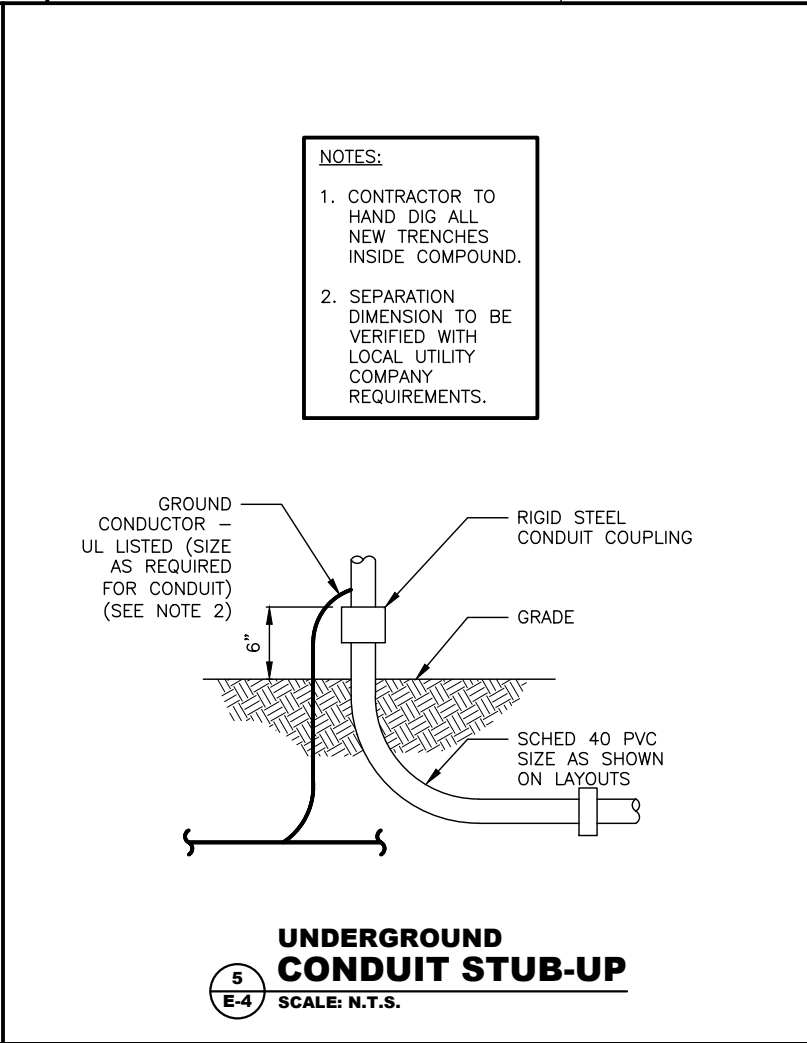 NOTES:
1. CONTRACTOR TO
HAND DIG ALL
NEW TRENCHES
INSIDE COMPOUND.
2. SEPARATION
DIMENSION TO BE
VERIFIED WITH
LOCAL UTILITY
COMPANY
REQUIREMENTS.
GROUND
CONDUCTOR –
UL LISTED (SIZE
AS REQUIRED
FOR CONDUIT)
(SEE NOTE 2)
6"
RIGID STEEL
CONDUIT COUPLING
GRADE
SCHED 40 PVC
SIZE AS SHOWN
ON LAYOUTS
UNDERGROUND
CONDUIT STUB-UP
5
E-4
SCALE: N.T.S.